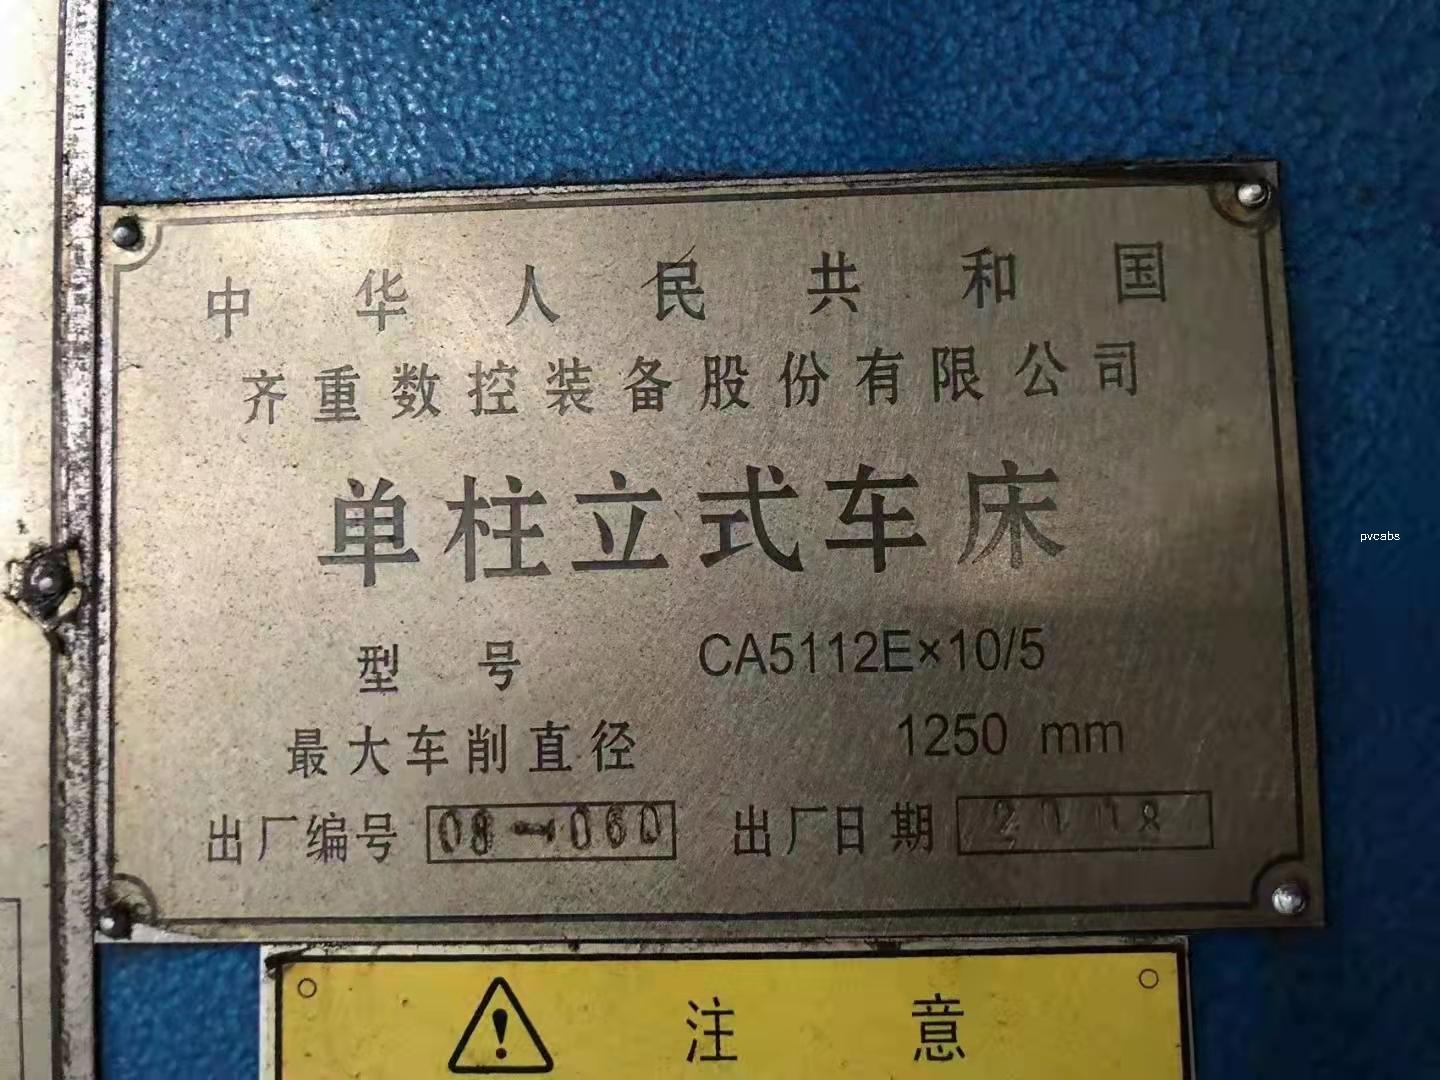 中华人民共和国
齐重数控装备股份有限公司
单柱立式车床
型号 CA5112E×10/5
最大车削直径 1250 mm
出厂编号 08-1060 出厂日期 2008
pvcabs
注意